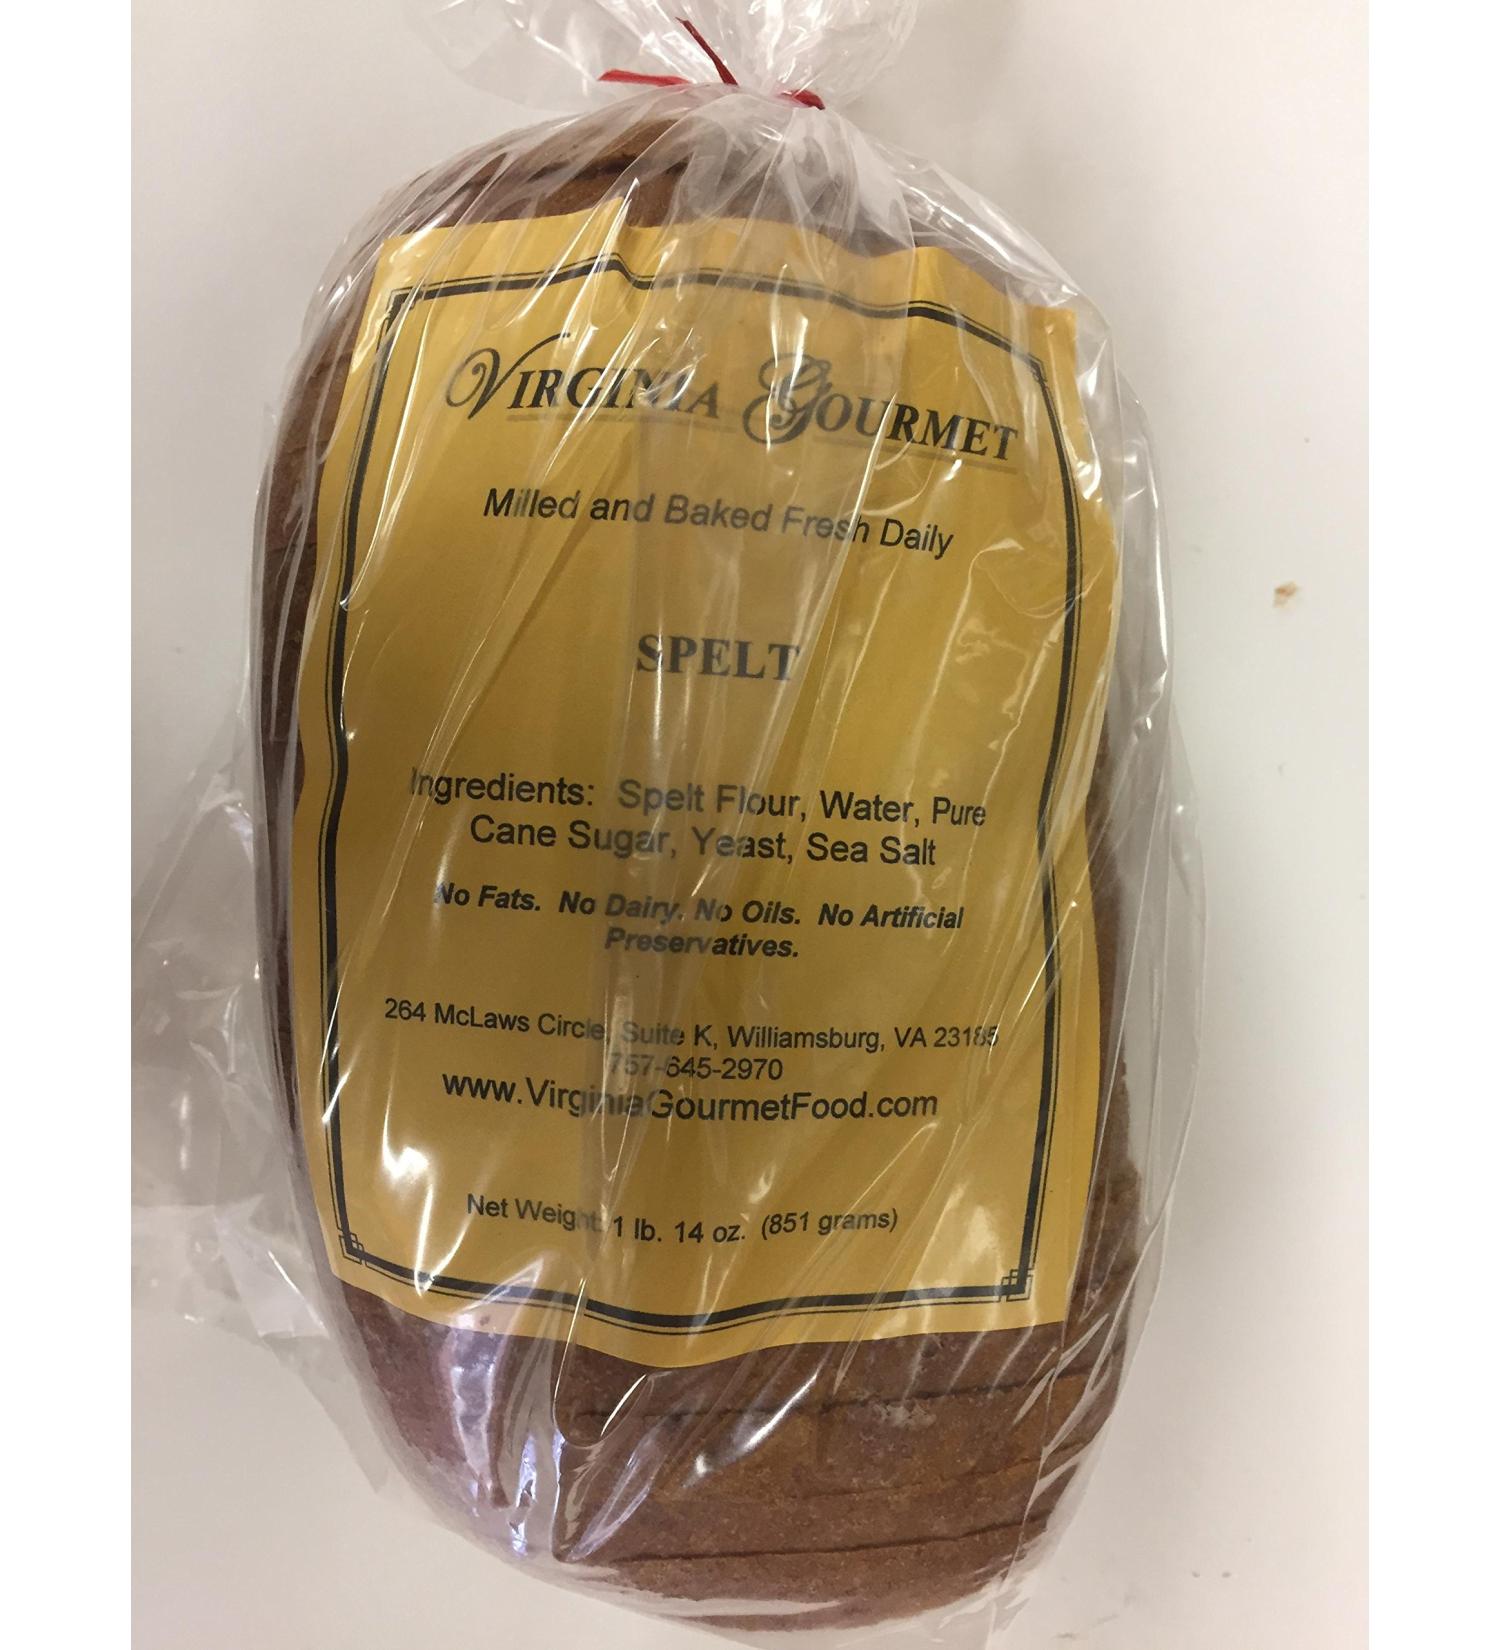 VIRGINIA GOURMET
Milled and Baked Fresh Daily
SPELT
Ingredients: Spelt Flour, Water, Pure
Cane Sugar, Yeast, Sea Salt
No Fats. No Dairy. No Oils. No Artificial
Preservatives.
264 McLaws Circle, Suite K, Williamsburg, VA 23185
757-645-2970
www.VirginiaGourmetFood.com
Net Weight: 1 lb. 14 oz. (851 grams)